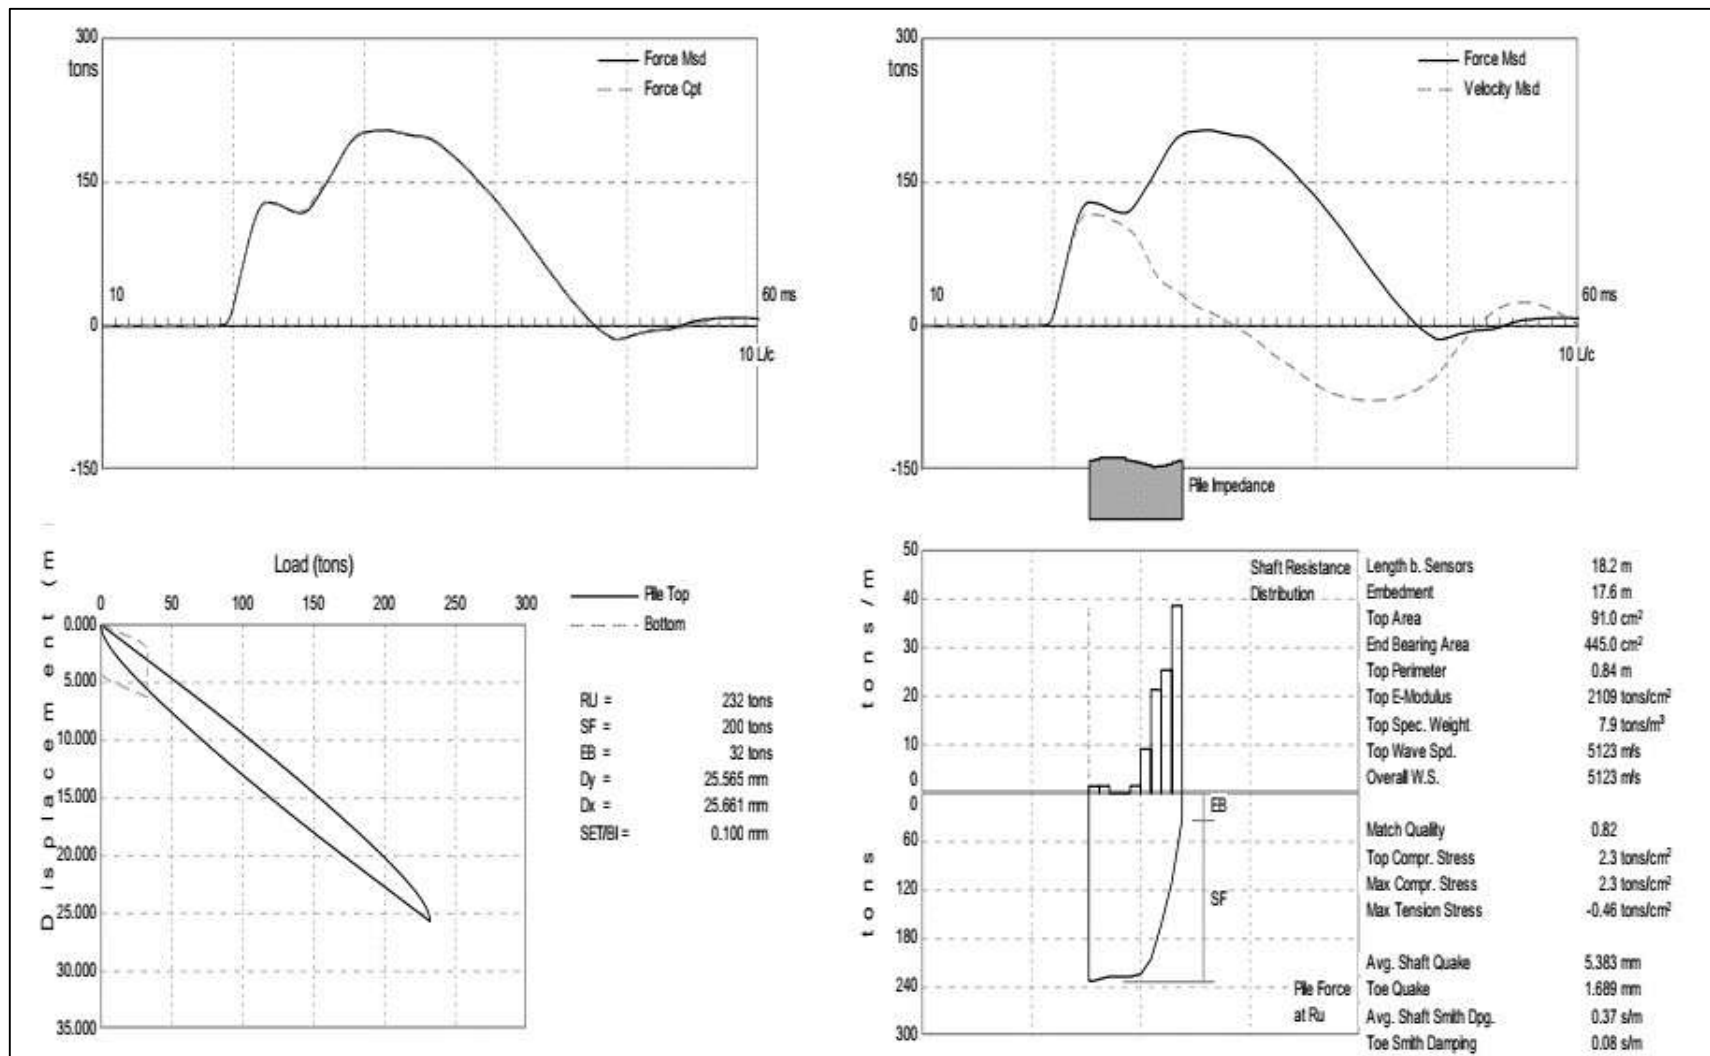 300
tons
Force Msd
Force Cpt
150
10
60 ms
0
10 L/c
-150
300
tons
Force Msd
Velocity Msd
150
10
60 ms
0
10 L/c
-150
Pile Impedance
Displacement (m
Load (tons)
0 50 100 150 200 250 300
0.000
5.000
10.000
15.000
20.000
25.000
30.000
35.000
Pile Top
Bottom
RU = 232 tons
SF = 200 tons
EB = 32 tons
Dy = 25.565 mm
Dx = 25.661 mm
SET/Bl = 0.100 mm
tons/m
50
40
30
20
10
0
Shaft Resistance
Distribution
tons
0
60
120
180
240
300
EB
SF
Pile Force
at Ru
Length b. Sensors 18.2 m
Embedment 17.6 m
Top Area 91.0 cm²
End Bearing Area 445.0 cm²
Top Perimeter 0.84 m
Top E-Modulus 2109 tons/cm²
Top Spec. Weight 7.9 tons/m³
Top Wave Spd. 5123 m/s
Overall W.S. 5123 m/s
Match Quality 0.82
Top Compr. Stress 2.3 tons/cm²
Max Compr. Stress 2.3 tons/cm²
Max Tension Stress -0.46 tons/cm²
Avg. Shaft Quake 5.383 mm
Toe Quake 1.689 mm
Avg. Shaft Smith Dpg. 0.37 s/m
Toe Smith Damping 0.08 s/m